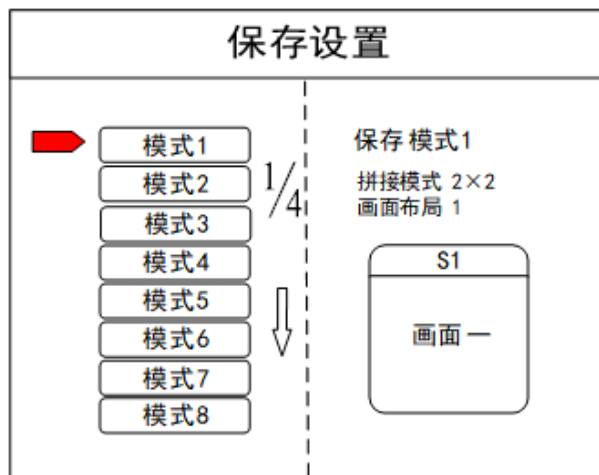 保存设置
模式1
模式2
模式3
模式4
模式5
模式6
模式7
模式8
1/4
保存 模式1
拼接模式 2×2
画面布局 1
S1
画面一